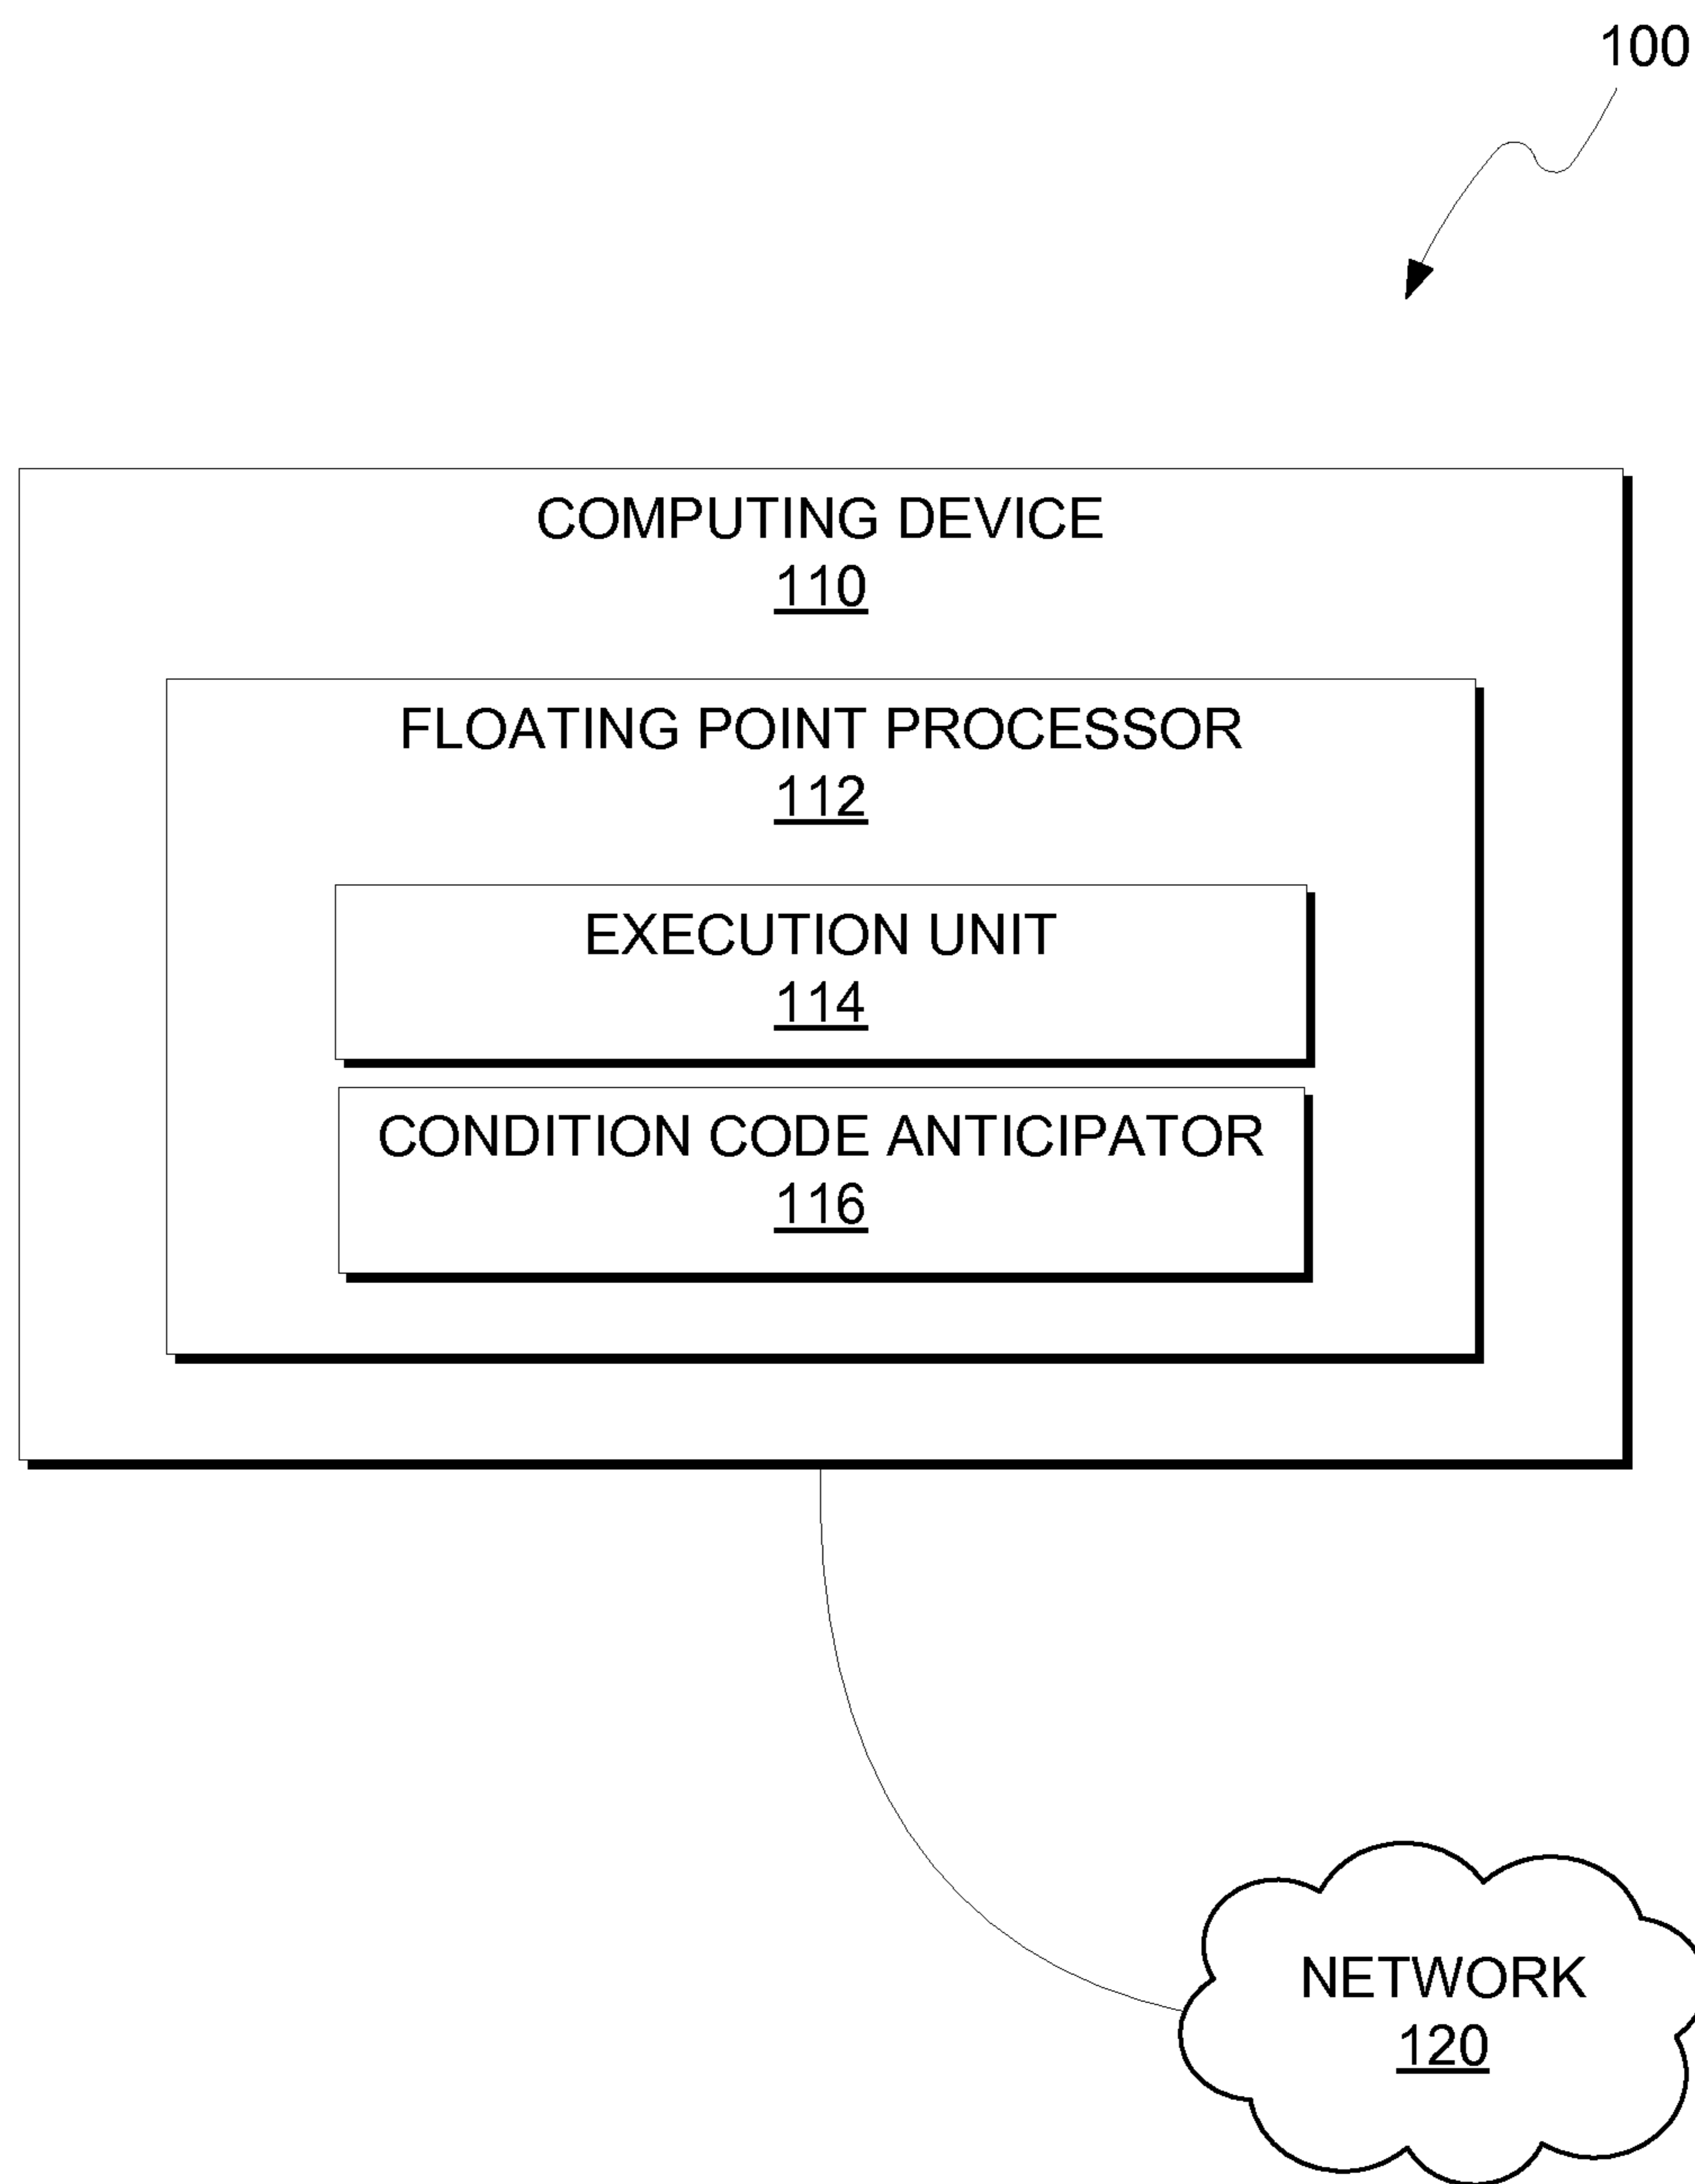 100
COMPUTING DEVICE
110
FLOATING POINT PROCESSOR
112
EXECUTION UNIT
114
CONDITION CODE ANTICIPATOR
116
NETWORK
120